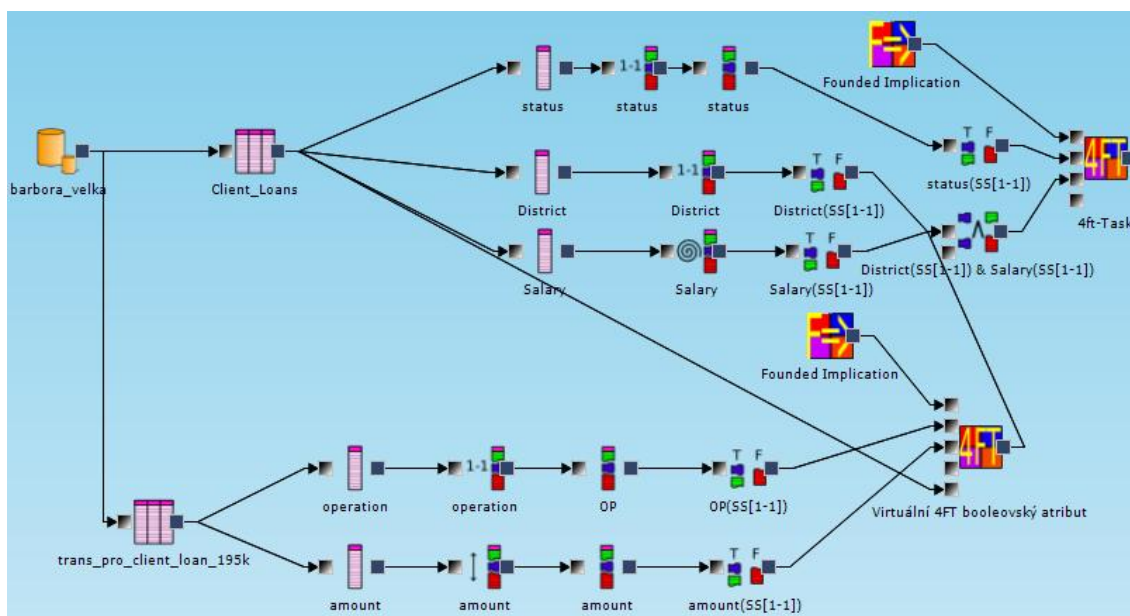 Founded Implication
1-1
status
status
status
T F
status(SS[1-1])
4FT
4ft-Task
barbora_velka
Client_Loans
1-1
T F
District
District
District(SS[1-1])
District(SS[1-1]) & Salary(SS[1-1])
T F
Salary
Salary
Salary(SS[1-1])
Founded Implication
4FT
Virtuální 4FT booleovský atribut
1-1
T F
operation
operation
OP
OP(SS[1-1])
trans_pro_client_loan_195k
T F
amount
amount
amount
amount(SS[1-1])